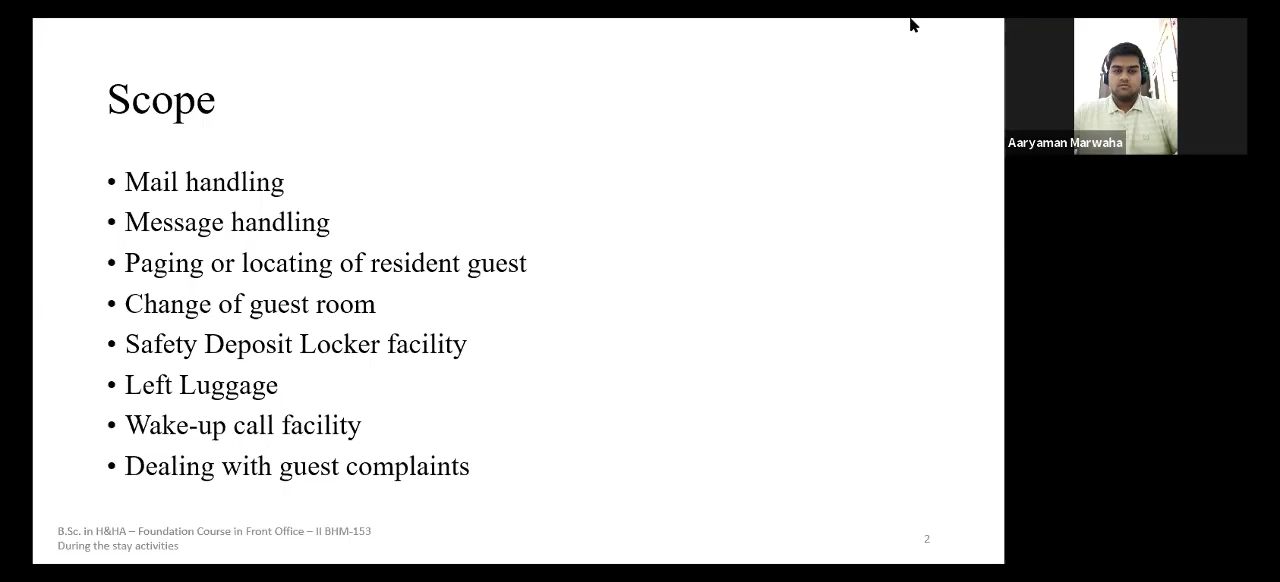 Scope
• Mail handling
• Message handling
• Paging or locating of resident guest
• Change of guest room
• Safety Deposit Locker facility
• Left Luggage
• Wake-up call facility
• Dealing with guest complaints
B.Sc. in H&HA – Foundation Course in Front Office – II BHM-153
During the stay activities
2
Aaryaman Marwaha